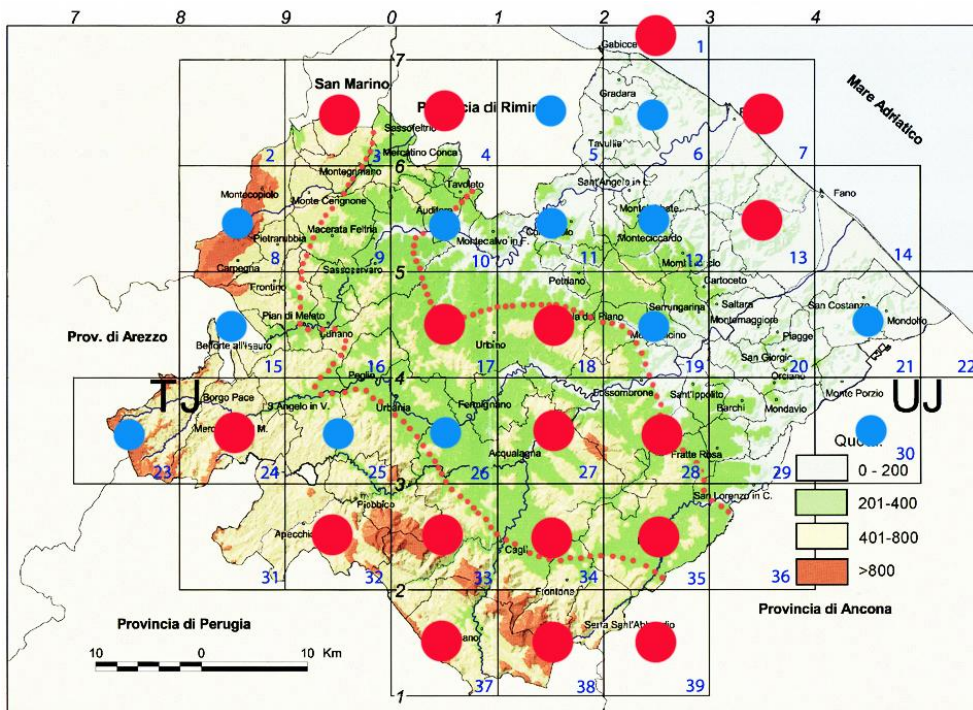 7 8 9 0 1 2 3 4
Gabicce
1
7
San Marino
Gradara
Mare Adriatico
Sassofeltrio
Tavullia
Mercatino Conca
2 3 4 5 6 7
6
Montegrimano
Tavoleto
Sant'Angelo in L.
Montecopiolo
Monte Cerignone
Fano
Auditore
Macerata Feltria
Pietrarubbia
Montecalvo in F.
Monteciccardo
8 9 10 11 12 13 14
Carpegna
Sassocorvaro
5
Petriano
Cartoceto
Frontino
Serrungarina
Saltara
San Costanzo
Pian di Meleto
Montemaggiore
Mondolfo
Prov. di Arezzo
Lunano
Belforte all'Isauro
Urbino
Piagge
San Giorgio
15 16 17 18 19 20 21 22
Peglio
4
Orciano
TJ
Borgo Pace
S.Angelo in V.
Urbania
Fermignano
Fossombrone
Sant'Ippolito
Barchi
Mondavio
Monte Porzio
UJ
M.
Acqualagna
Fratte Rosa
23 24 25 26 27 28 29 30
3
San Lorenzo in C.
0 - 200
Piobbico
201-400
Apecchio
Cagli
401-800
31 32 33 34 35 36
>800
2
Frontone
Provincia di Perugia
Provincia di Ancona
10 0 10 Km
37 38 39
1